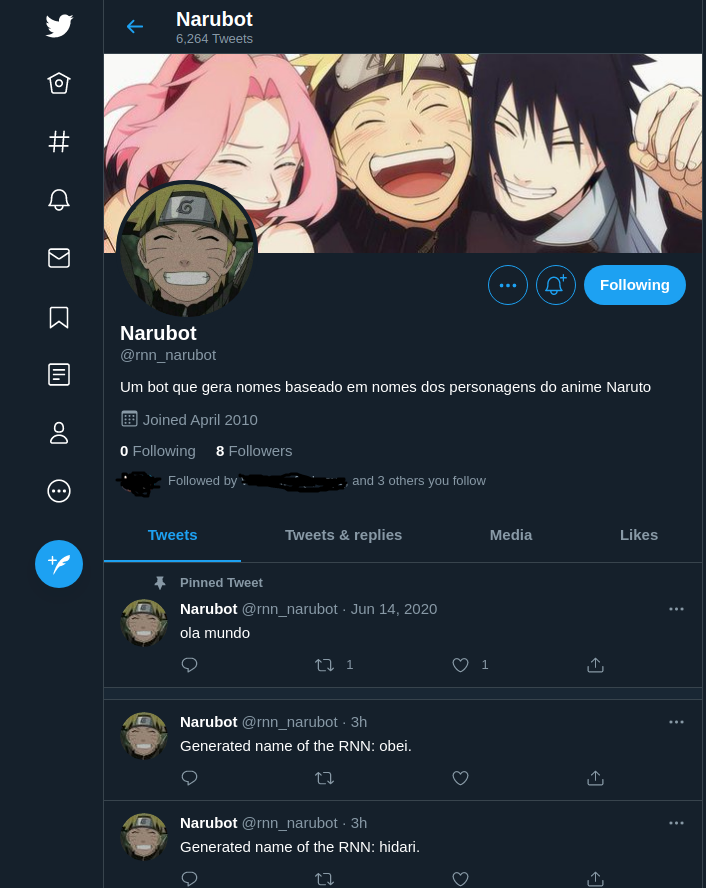 Narubot
6,264 Tweets
Following
Narubot
@rnn_narubot
Um bot que gera nomes baseado em nomes dos personagens do anime Naruto
Joined April 2010
0 Following 8 Followers
Followed by and 3 others you follow
Tweets Tweets & replies Media Likes
Pinned Tweet
Narubot @rnn_narubot · Jun 14, 2020
ola mundo
1 1
Narubot @rnn_narubot · 3h
Generated name of the RNN: obei.
Narubot @rnn_narubot · 3h
Generated name of the RNN: hidari.